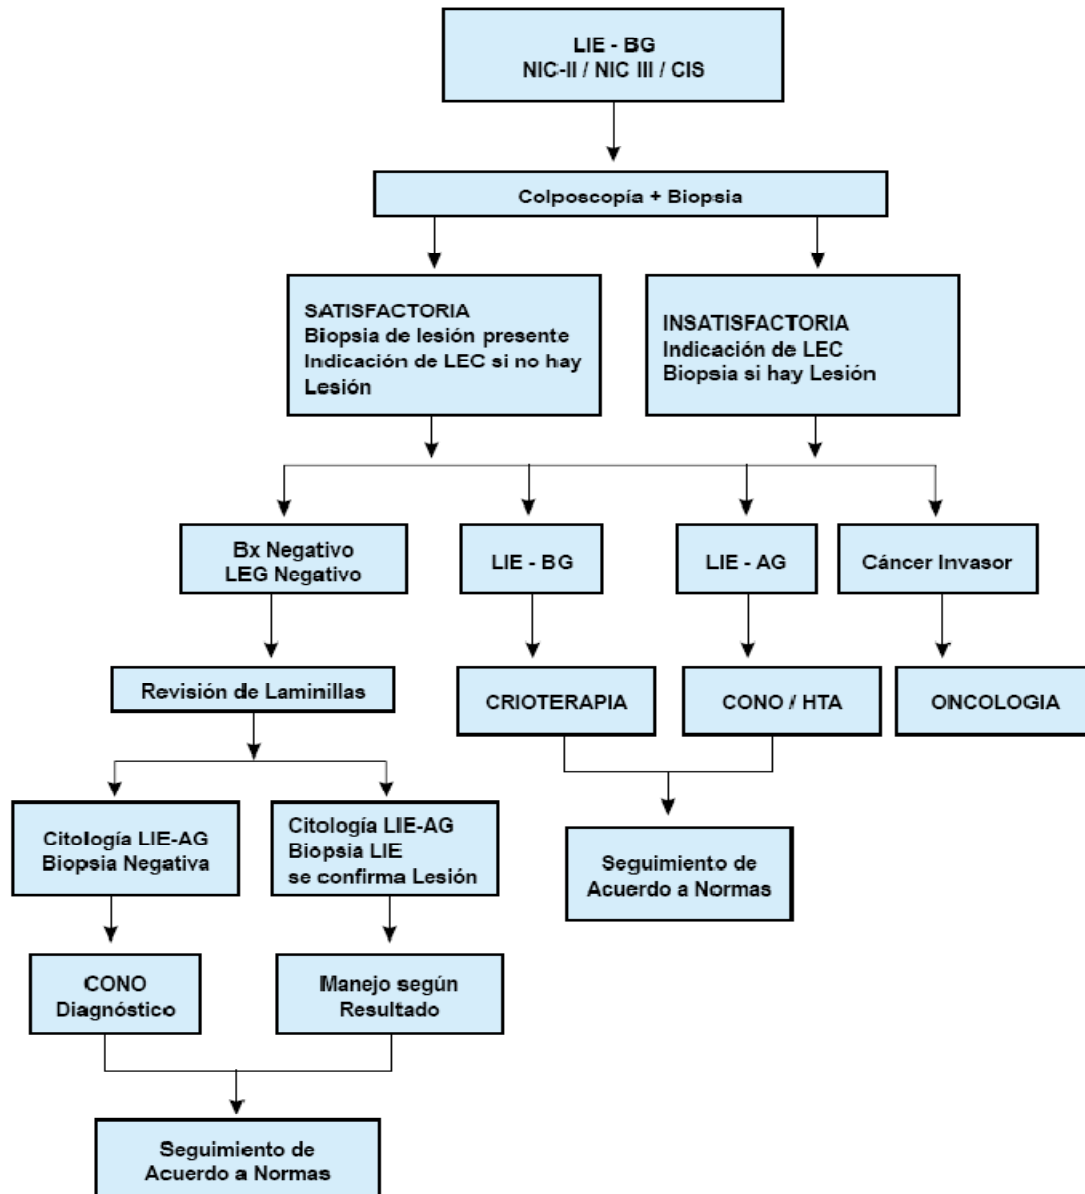 LIE - BG
NIC-II / NIC III / CIS
Colposcopía + Biopsia
SATISFACTORIA
Biopsia de lesión presente
Indicación de LEC si no hay
Lesión
INSATISFACTORIA
Indicación de LEC
Biopsia si hay Lesión
Bx Negativo
LEG Negativo
LIE - BG
LIE - AG
Cáncer Invasor
Revisión de Laminillas
CRIOTERAPIA
CONO / HTA
ONCOLOGIA
Citología LIE-AG
Biopsia Negativa
Citología LIE-AG
Biopsia LIE
se confirma Lesión
Seguimiento de
Acuerdo a Normas
CONO
Diagnóstico
Manejo según
Resultado
Seguimiento de
Acuerdo a Normas